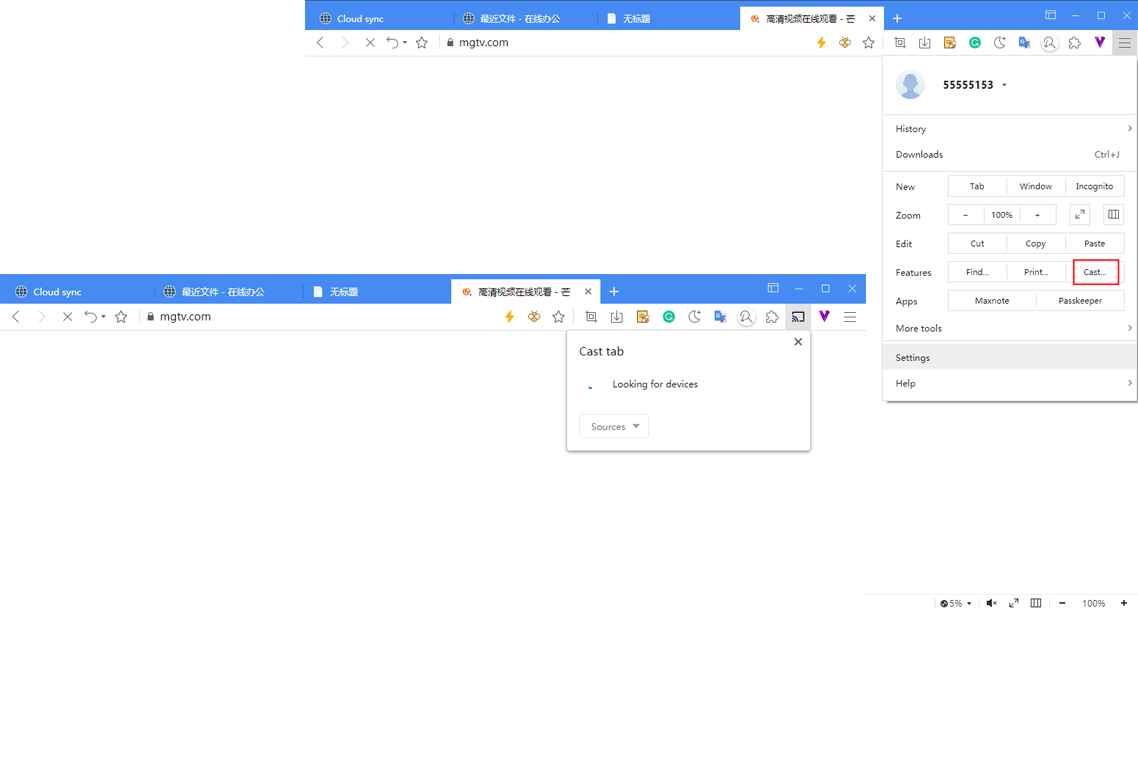 Cloud sync
最近文件 - 在线办公
无标题
高清视频在线观看 - 芒
mgtv.com
55555153
History
Downloads Ctrl+J
New Tab Window Incognito
Zoom − 100% +
Edit Cut Copy Paste
Features Find... Print... Cast...
Apps Maxnote Passkeeper
More tools
Settings
Help
Cloud sync
最近文件 - 在线办公
无标题
高清视频在线观看 - 芒
mgtv.com
Cast tab
Looking for devices
Sources
5% − 100% +